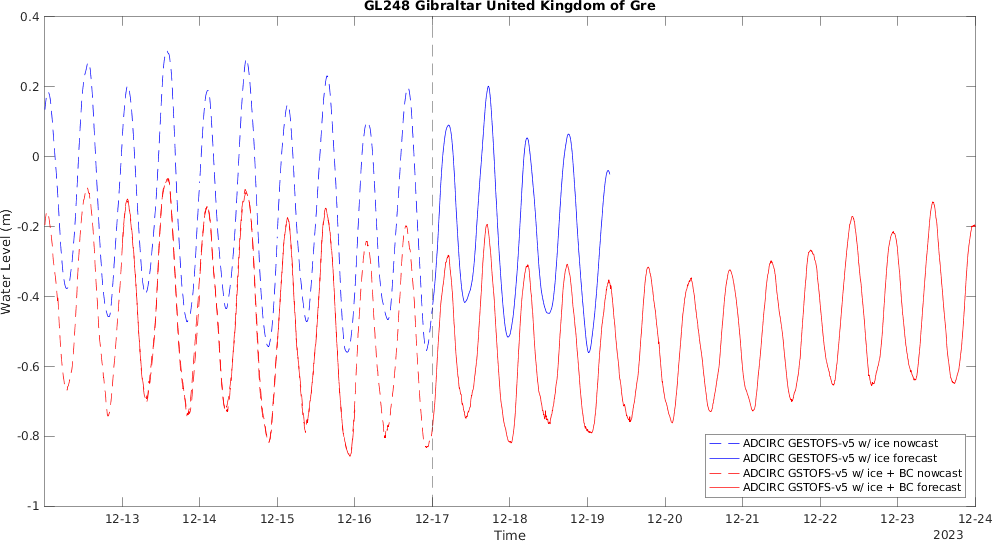 GL248 Gibraltar United Kingdom of Gre
0.4
0.2
0
-0.2
-0.4
-0.6
-0.8
-1
Water Level (m)
ADCIRC GESTOFS-v5 w/ ice nowcast
ADCIRC GESTOFS-v5 w/ ice forecast
ADCIRC GSTOFS-v5 w/ ice + BC nowcast
ADCIRC GSTOFS-v5 w/ ice + BC forecast
12-13 12-14 12-15 12-16 12-17 12-18 12-19 12-20 12-21 12-22 12-23 12-24
Time
2023